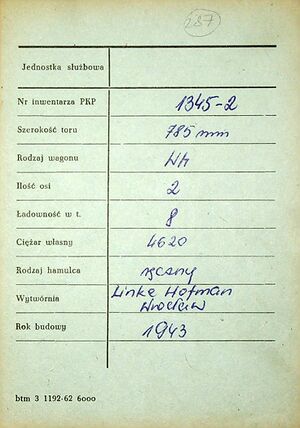 287
Jednostka służbowa
Nr inwentarza PKP 1345-2
Szerokość toru 785 mm
Rodzaj wagonu Wh
Ilość osi 2
Ładowność w t. 8
Ciężar własny 4620
Rodzaj hamulca ręczny
Wytwórnia Linke Hofman
Wrocław
Rok budowy 1943
btm 3 1192-62 6000